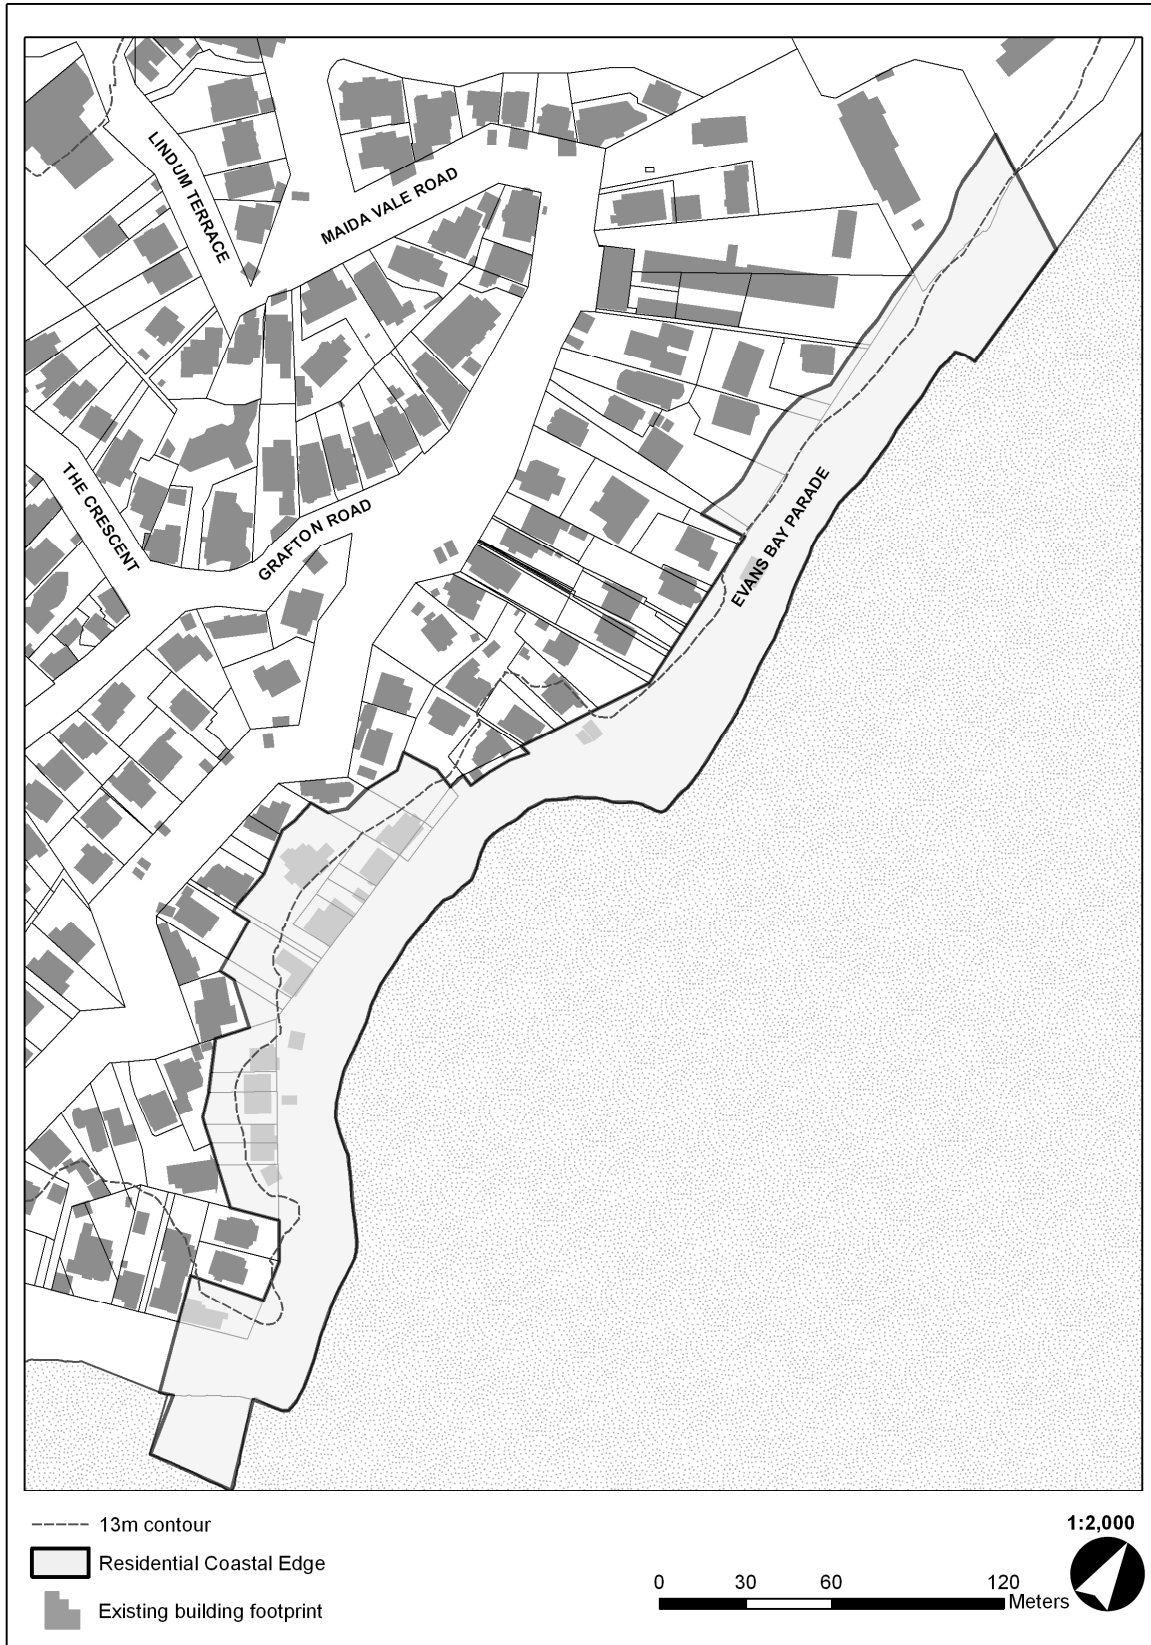 LINDUM TERRACE
MAIDA VALE ROAD
THE CRESCENT
GRAFTON ROAD
EVANS BAY PARADE
13m contour
Residential Coastal Edge
Existing building footprint
1:2,000
0 30 60 120
Meters